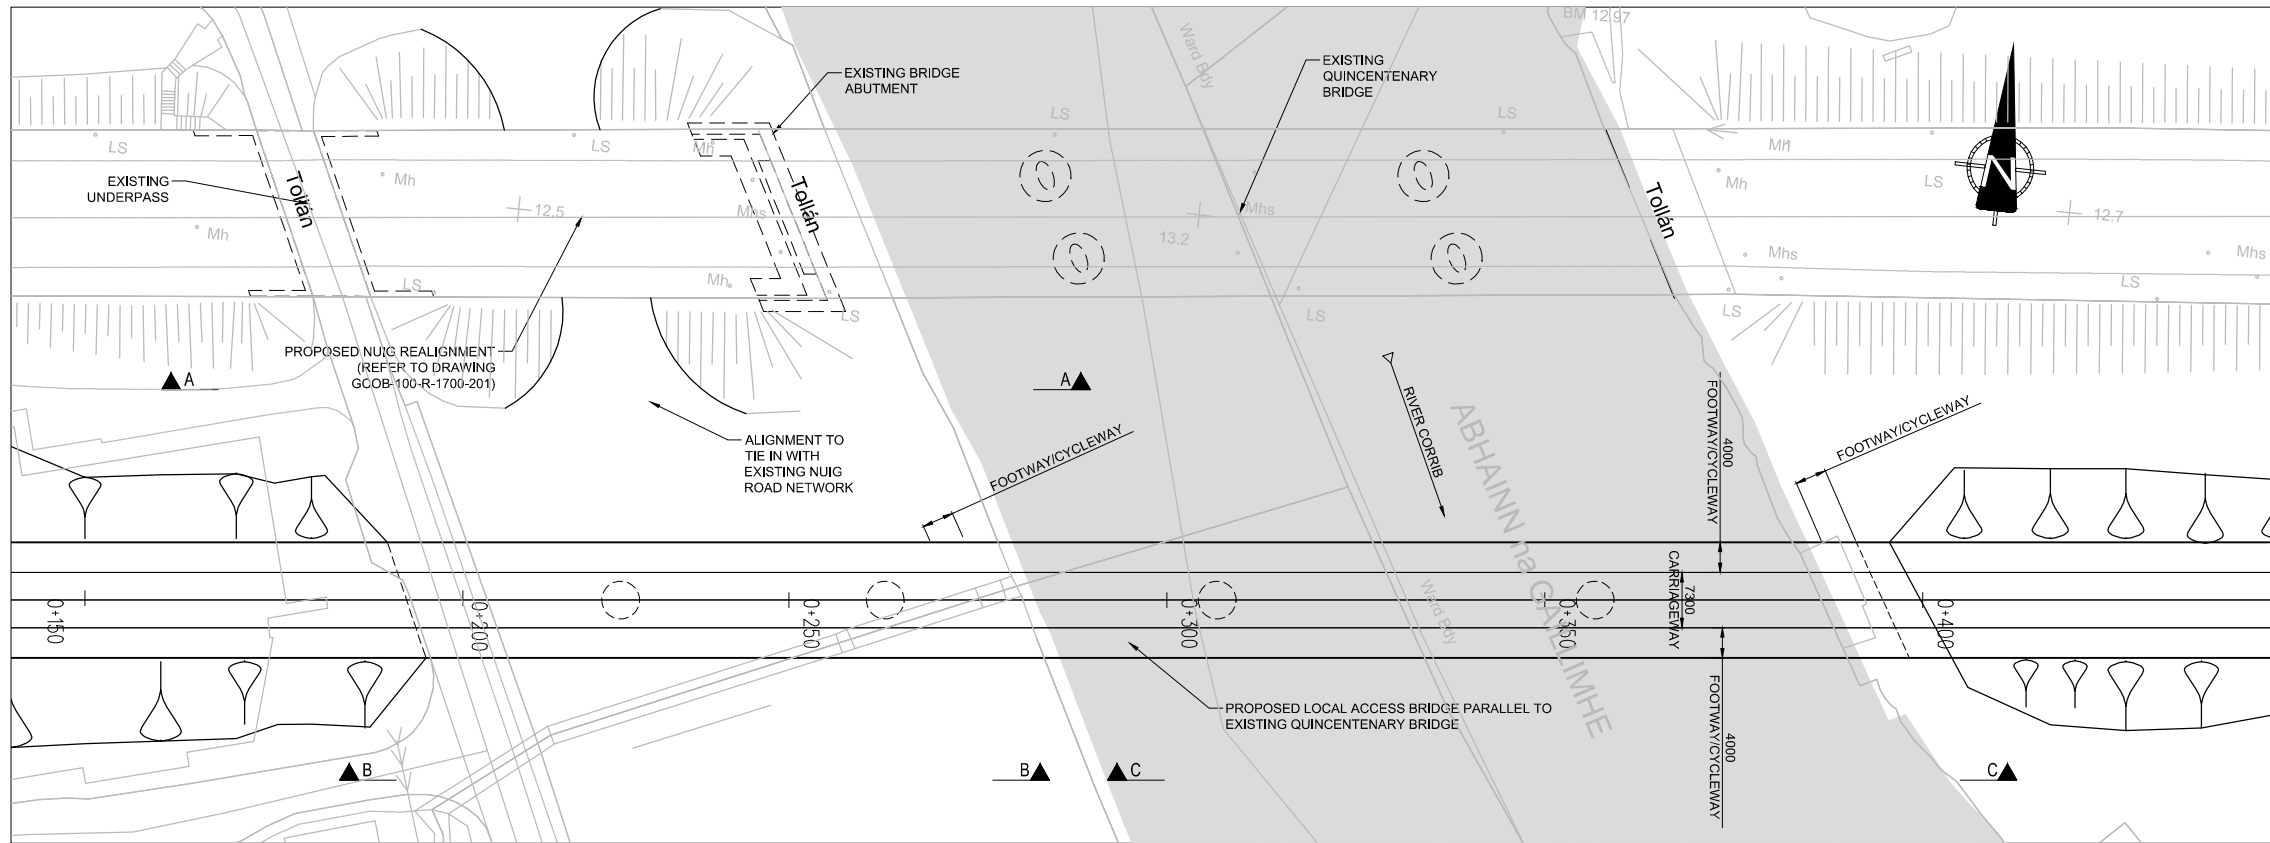 BM 12.97
Ward Bdy
EXISTING BRIDGE
ABUTMENT
EXISTING
QUINCENTENARY
BRIDGE
LS
LS
Mh
LS
LS
Mh
LS
Mh
Mh
LS
N
EXISTING
UNDERPASS
Tollán
Tollán
Tollán
Mh
12.5
Mhs
13.2
Mhs
12.7
Mhs
Mhs
LS
Mh
LS
LS
LS
LS
PROPOSED NUIG REALIGNMENT
(REFER TO DRAWING
GCOB-100-R-1700-201)
A
A
ALIGNMENT TO
TIE IN WITH
EXISTING NUIG
ROAD NETWORK
FOOTWAY/CYCLEWAY
RIVER CORRIB
ABHAINN na GAILLIMHE
4000
FOOTWAY/CYCLEWAY
FOOTWAY/CYCLEWAY
7300
CARRIAGEWAY
0+150
0+200
0+250
0+300
0+350
0+400
Ward Bdy
4000
FOOTWAY/CYCLEWAY
PROPOSED LOCAL ACCESS BRIDGE PARALLEL TO
EXISTING QUINCENTENARY BRIDGE
B
B
C
C